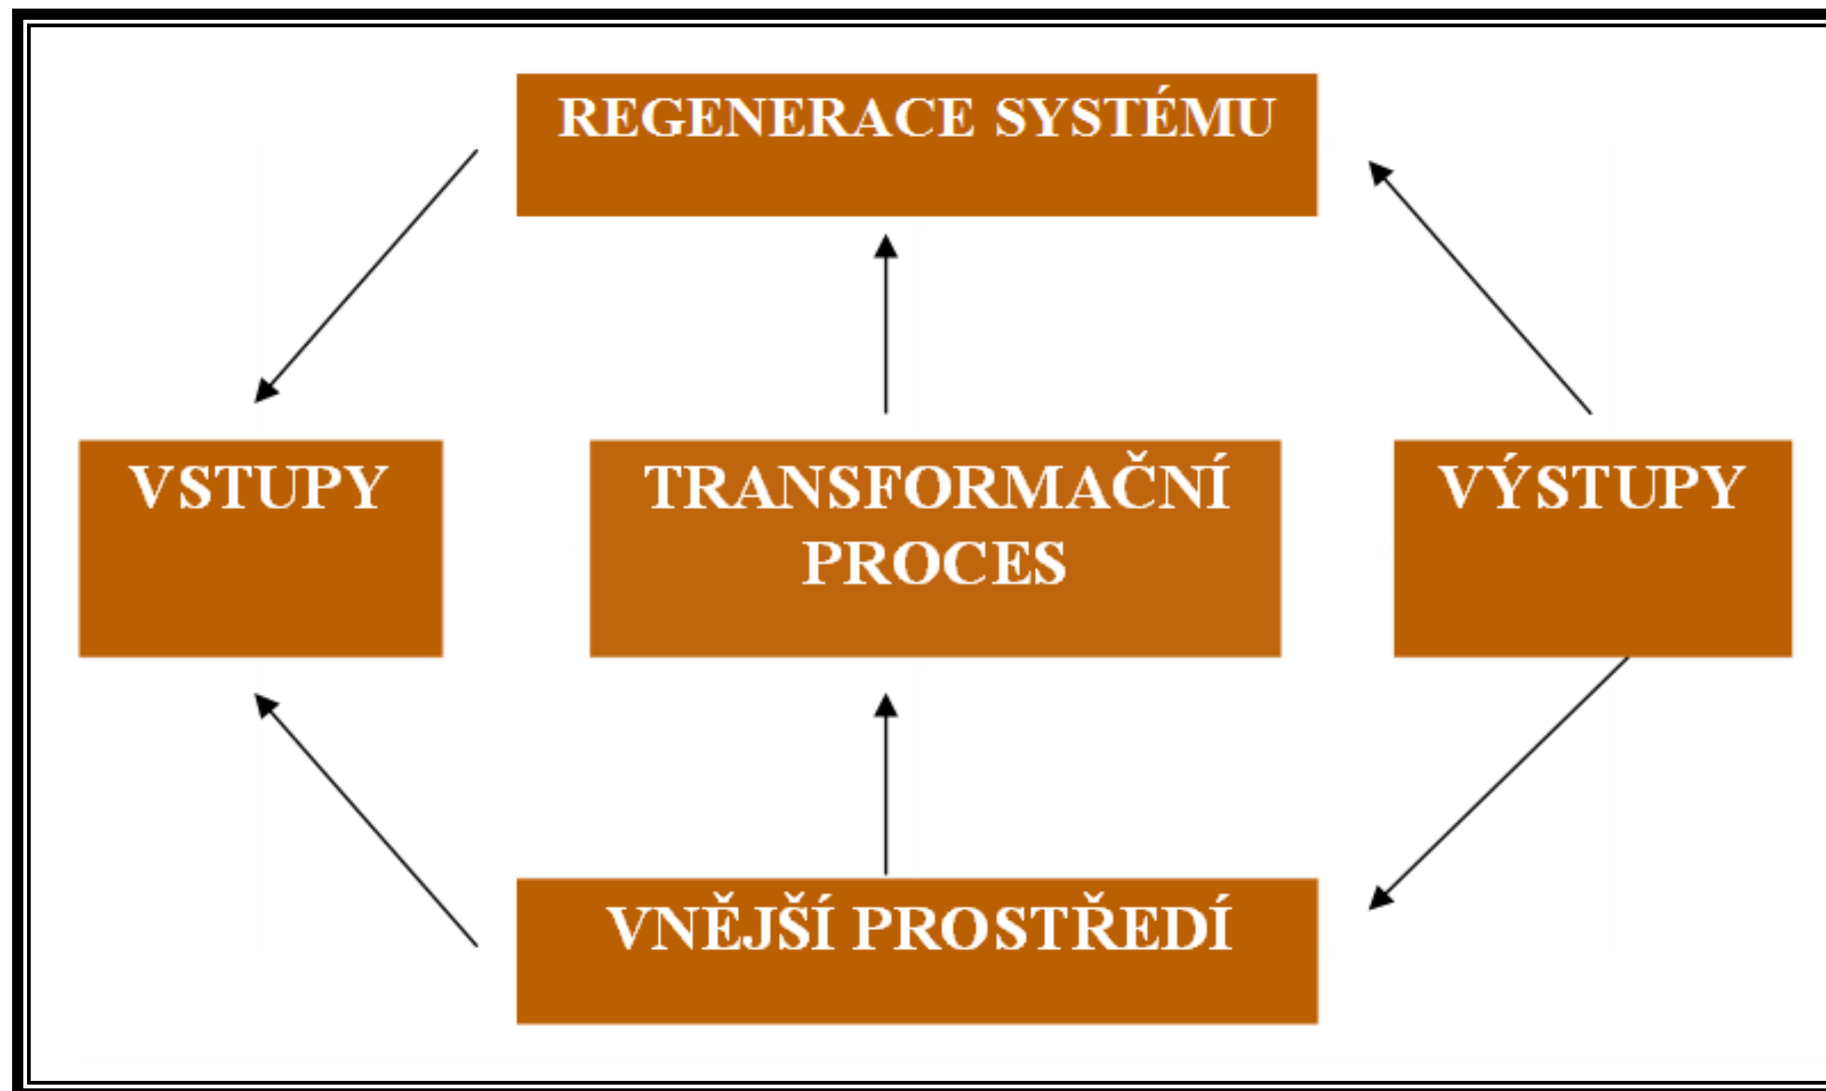 REGENERACE SYSTÉMU
VSTUPY
TRANSFORMAČNÍ
PROCES
VÝSTUPY
VNĚJŠÍ PROSTŘEDÍ